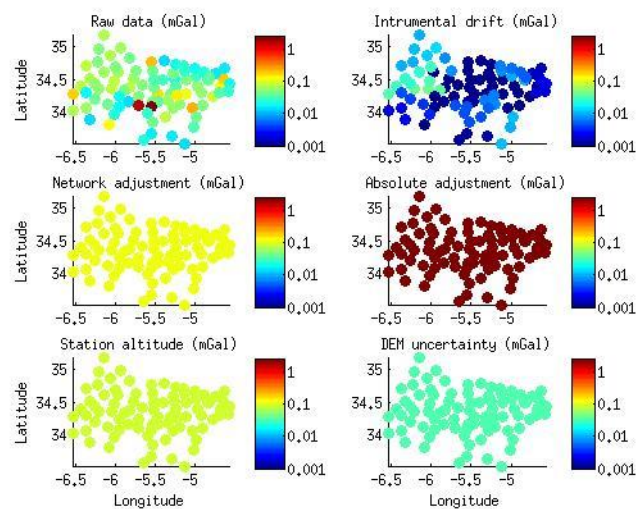 Raw data (mGal)
Intrumental drift (mGal)
Latitude
35
34.5
34
-6.5 -6 -5.5 -5
1
0.1
0.01
0.001
35
34.5
34
-6.5 -6 -5.5 -5
1
0.1
0.01
0.001
Network adjustment (mGal)
Absolute adjustment (mGal)
Latitude
35
34.5
34
-6.5 -6 -5.5 -5
1
0.1
0.01
0.001
35
34.5
34
-6.5 -6 -5.5 -5
1
0.1
0.01
0.001
Station altitude (mGal)
DEM uncertainty (mGal)
Latitude
35
34.5
34
-6.5 -6 -5.5 -5
Longitude
1
0.1
0.01
0.001
35
34.5
34
-6.5 -6 -5.5 -5
Longitude
1
0.1
0.01
0.001